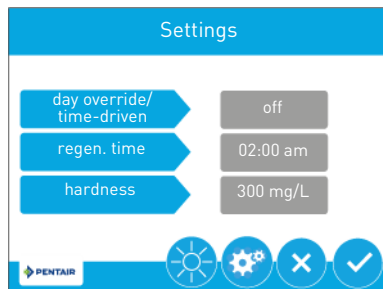 Settings
day override/
time-driven
off
regen. time
02:00 am
hardness
300 mg/L
PENTAIR